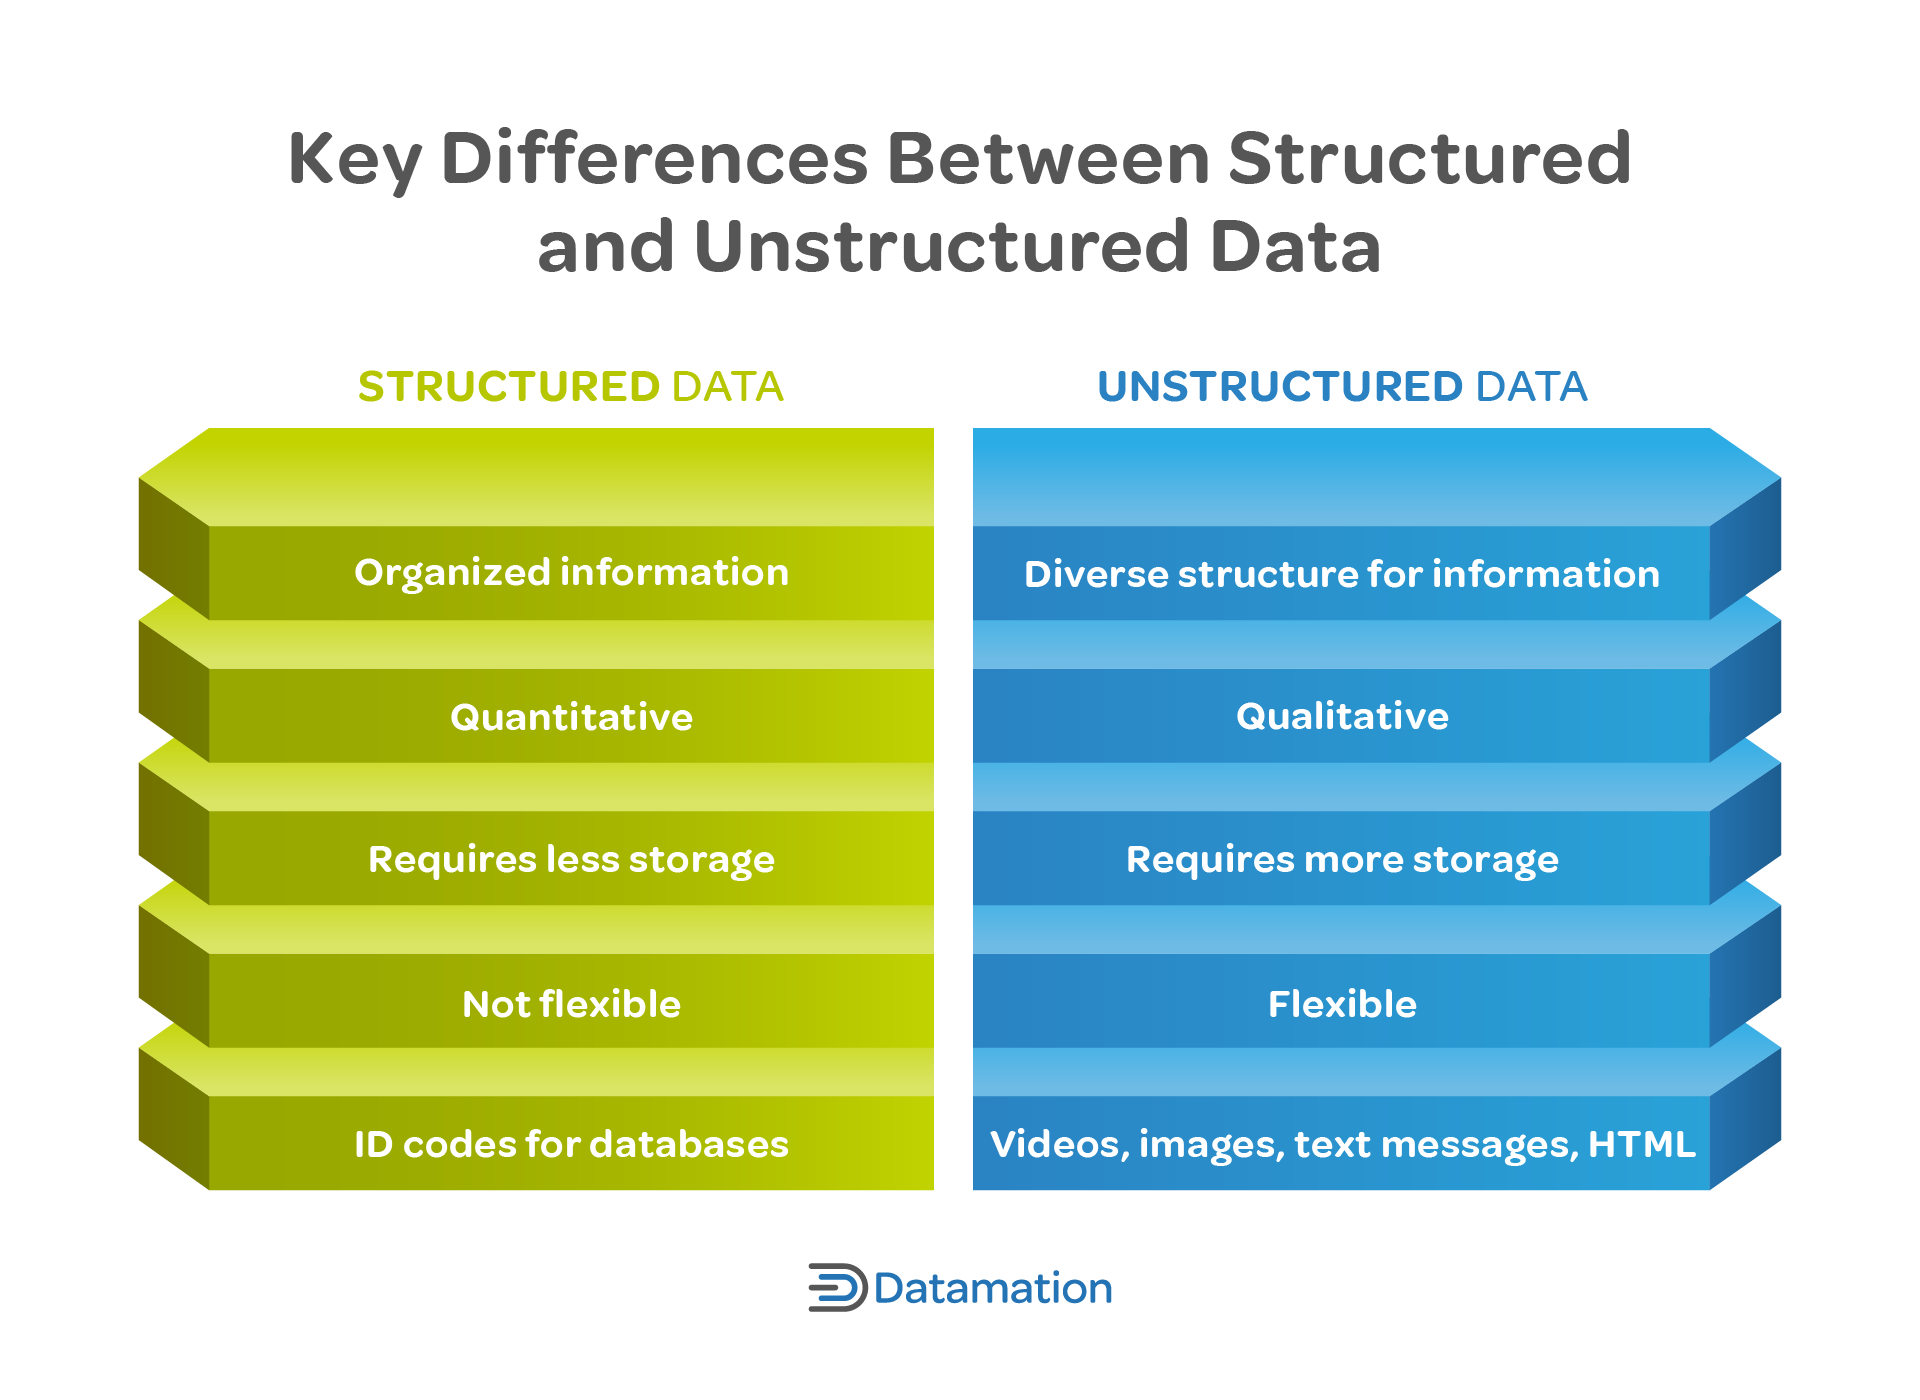 Key Differences Between Structured
and Unstructured Data
STRUCTURED DATA
Organized information
Quantitative
Requires less storage
Not flexible
ID codes for databases
UNSTRUCTURED DATA
Diverse structure for information
Qualitative
Requires more storage
Flexible
Videos, images, text messages, HTML
Datamation